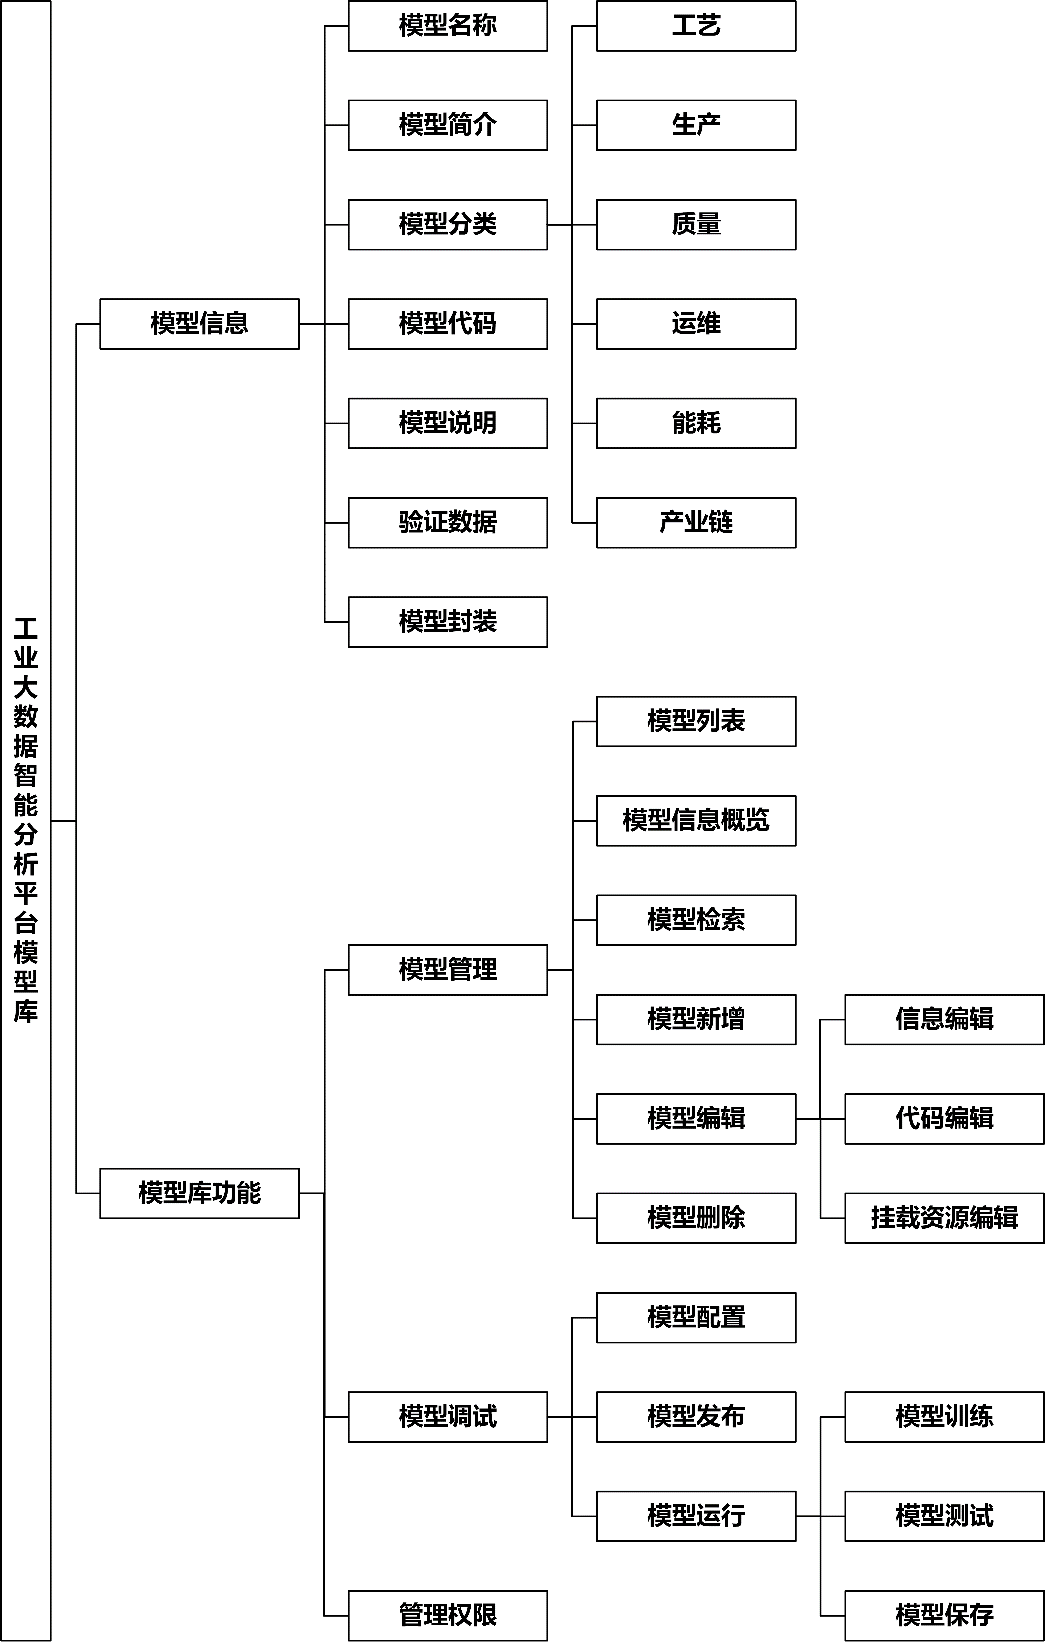 工业大数据智能分析平台模型库
模型信息
模型名称
模型简介
模型分类
工艺
生产
质量
运维
能耗
产业链
模型代码
模型说明
验证数据
模型封装
模型库功能
模型管理
模型列表
模型信息概览
模型检索
模型新增
模型编辑
信息编辑
代码编辑
挂载资源编辑
模型删除
模型调试
模型配置
模型发布
模型运行
模型训练
模型测试
模型保存
管理权限